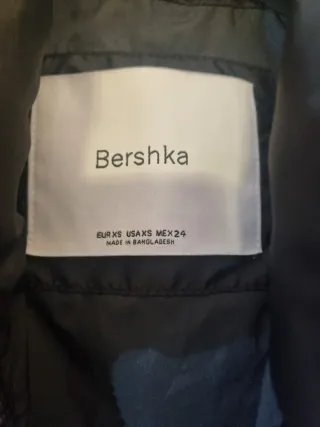 Bershka
EUR XS USA XS MEX 24
MADE IN BANGLADESH